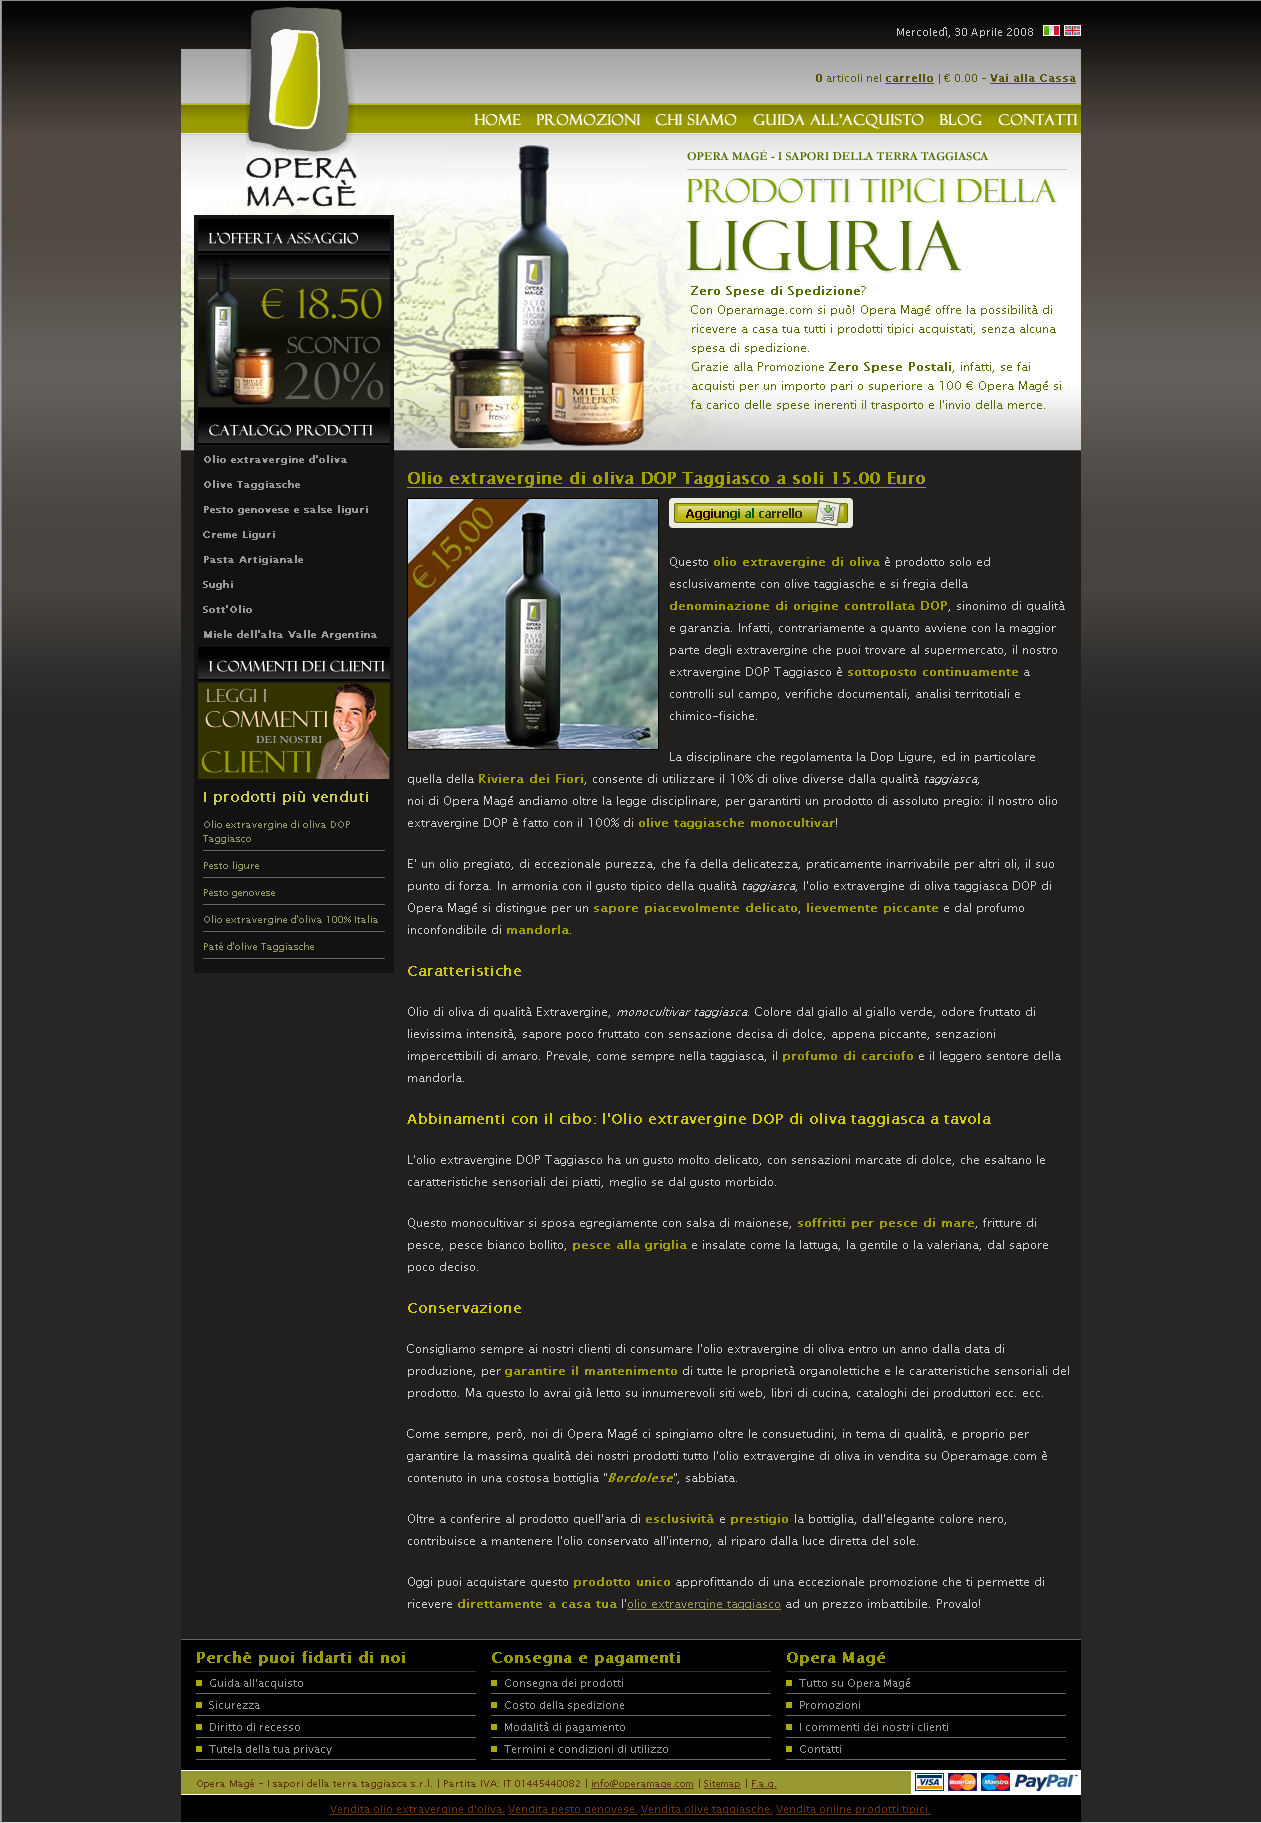 Mercoledì, 30 Aprile 2008
0 articoli nel carrello | € 0.00 - Vai alla Cassa
HOME PROMOZIONI CHI SIAMO GUIDA ALL'ACQUISTO BLOG CONTATTI
OPERA
MA-GÈ
OPERA MAGÉ - I SAPORI DELLA TERRA TAGGIASCA
PRODOTTI TIPICI DELLA
LIGURIA
Zero Spese di Spedizione?
Con Operamage.com si può! Opera Magé offre la possibilità di
ricevere a casa tua tutti i prodotti tipici acquistati, senza alcuna
spesa di spedizione.
Grazie alla Promozione Zero Spese Postali, infatti, se fai
acquisti per un importo pari o superiore a 100 € Opera Magé si
fa carico delle spese inerenti il trasporto e l'invio della merce.
OPERA
MA-GÈ
OLIO
EXTRA
VERGINE
DI OLIVA
PESTO
fresco
MIELE
MILLEFIORI
L'OFFERTA ASSAGGIO
€ 18.50
SCONTO
20%
CATALOGO PRODOTTI
Olio extravergine d'oliva
Olive Taggiasche
Pesto genovese e salse liguri
Creme Liguri
Pasta Artigianale
Sughi
Sott'Olio
Miele dell'alta Valle Argentina
I COMMENTI DEI CLIENTI
LEGGI I
COMMENTI
DEI NOSTRI
CLIENTI
I prodotti più venduti
Olio extravergine di oliva DOP
Taggiasco
Pesto ligure
Pesto genovese
Olio extravergine d'oliva 100% Italia
Paté d'olive Taggiasche
Olio extravergine di oliva DOP Taggiasco a soli 15.00 Euro
€ 15,00
Aggiungi al carrello
Questo olio extravergine di oliva è prodotto solo ed
esclusivamente con olive taggiasche e si fregia della
denominazione di origine controllata DOP, sinonimo di qualità
e garanzia. Infatti, contrariamente a quanto avviene con la maggior
parte degli extravergine che puoi trovare al supermercato, il nostro
extravergine DOP Taggiasco è sottoposto continuamente a
controlli sul campo, verifiche documentali, analisi territotiali e
chimico-fisiche.
La disciplinare che regolamenta la Dop Ligure, ed in particolare
quella della Riviera dei Fiori, consente di utilizzare il 10% di olive diverse dalla qualità taggiasca,
noi di Opera Magé andiamo oltre la legge disciplinare, per garantirti un prodotto di assoluto pregio: il nostro olio
extravergine DOP è fatto con il 100% di olive taggiasche monocultivar!
E' un olio pregiato, di eccezionale purezza, che fa della delicatezza, praticamente inarrivabile per altri oli, il suo
punto di forza. In armonia con il gusto tipico della qualità taggiasca, l'olio extravergine di oliva taggiasca DOP di
Opera Magé si distingue per un sapore piacevolmente delicato, lievemente piccante e dal profumo
inconfondibile di mandorla.
Caratteristiche
Olio di oliva di qualità Extravergine, monocultivar taggiasca. Colore dal giallo al giallo verde, odore fruttato di
lievissima intensità, sapore poco fruttato con sensazione decisa di dolce, appena piccante, senzazioni
impercettibili di amaro. Prevale, come sempre nella taggiasca, il profumo di carciofo e il leggero sentore della
mandorla.
Abbinamenti con il cibo: l'Olio extravergine DOP di oliva taggiasca a tavola
L'olio extravergine DOP Taggiasco ha un gusto molto delicato, con sensazioni marcate di dolce, che esaltano le
caratteristiche sensoriali dei piatti, meglio se dal gusto morbido.
Questo monocultivar si sposa egregiamente con salsa di maionese, soffritti per pesce di mare, fritture di
pesce, pesce bianco bollito, pesce alla griglia e insalate come la lattuga, la gentile o la valeriana, dal sapore
poco deciso.
Conservazione
Consigliamo sempre ai nostri clienti di consumare l'olio extravergine di oliva entro un anno dalla data di
produzione, per garantire il mantenimento di tutte le proprietà organolettiche e le caratteristiche sensoriali del
prodotto. Ma questo lo avrai già letto su innumerevoli siti web, libri di cucina, cataloghi dei produttori ecc. ecc.
Come sempre, però, noi di Opera Magé ci spingiamo oltre le consuetudini, in tema di qualità, e proprio per
garantire la massima qualità dei nostri prodotti tutto l'olio extravergine di oliva in vendita su Operamage.com è
contenuto in una costosa bottiglia "Bordolese", sabbiata.
Oltre a conferire al prodotto quell'aria di esclusività e prestigio la bottiglia, dall'elegante colore nero,
contribuisce a mantenere l'olio conservato all'interno, al riparo dalla luce diretta del sole.
Oggi puoi acquistare questo prodotto unico approfittando di una eccezionale promozione che ti permette di
ricevere direttamente a casa tua l'olio extravergine taggiasco ad un prezzo imbattibile. Provalo!
Perchè puoi fidarti di noi
Guida all'acquisto
Sicurezza
Diritto di recesso
Tutela della tua privacy
Consegna e pagamenti
Consegna dei prodotti
Costo della spedizione
Modalità di pagamento
Termini e condizioni di utilizzo
Opera Magé
Tutto su Opera Magé
Promozioni
I commenti dei nostri clienti
Contatti
Opera Magé - I sapori della terra taggiasca s.r.l. | Partita IVA: IT 01445440082 | info@operamage.com | Sitemap | F.a.q.
VISA MasterCard Maestro PayPal
Vendita olio extravergine d'oliva. Vendita pesto genovese. Vendita olive taggiasche. Vendita online prodotti tipici.